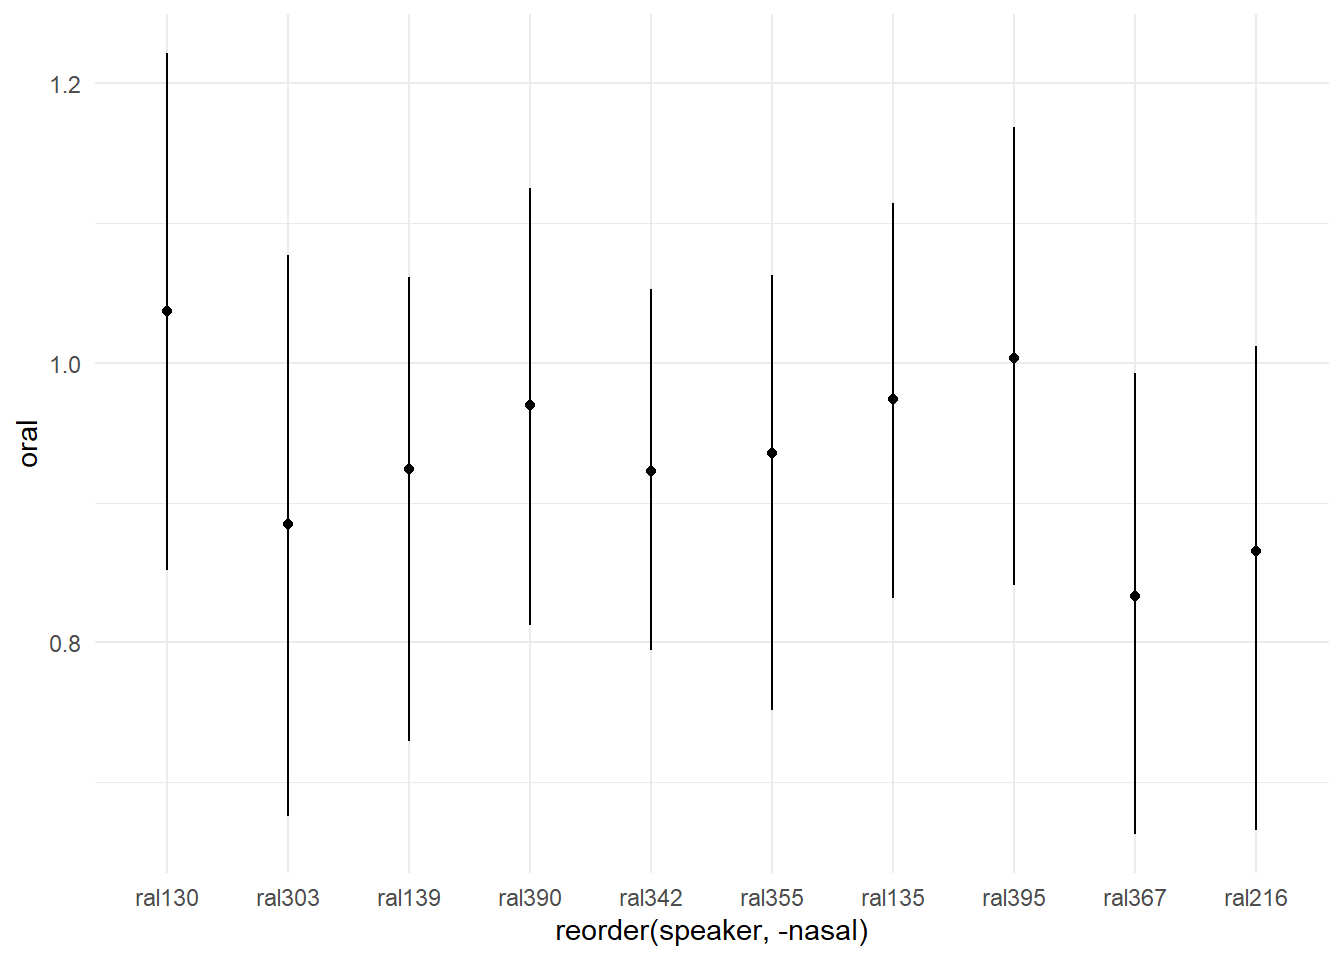 1.2
1.0
0.8
oral
ral130 ral303 ral139 ral390 ral342 ral355 ral135 ral395 ral367 ral216
reorder(speaker, -nasal)